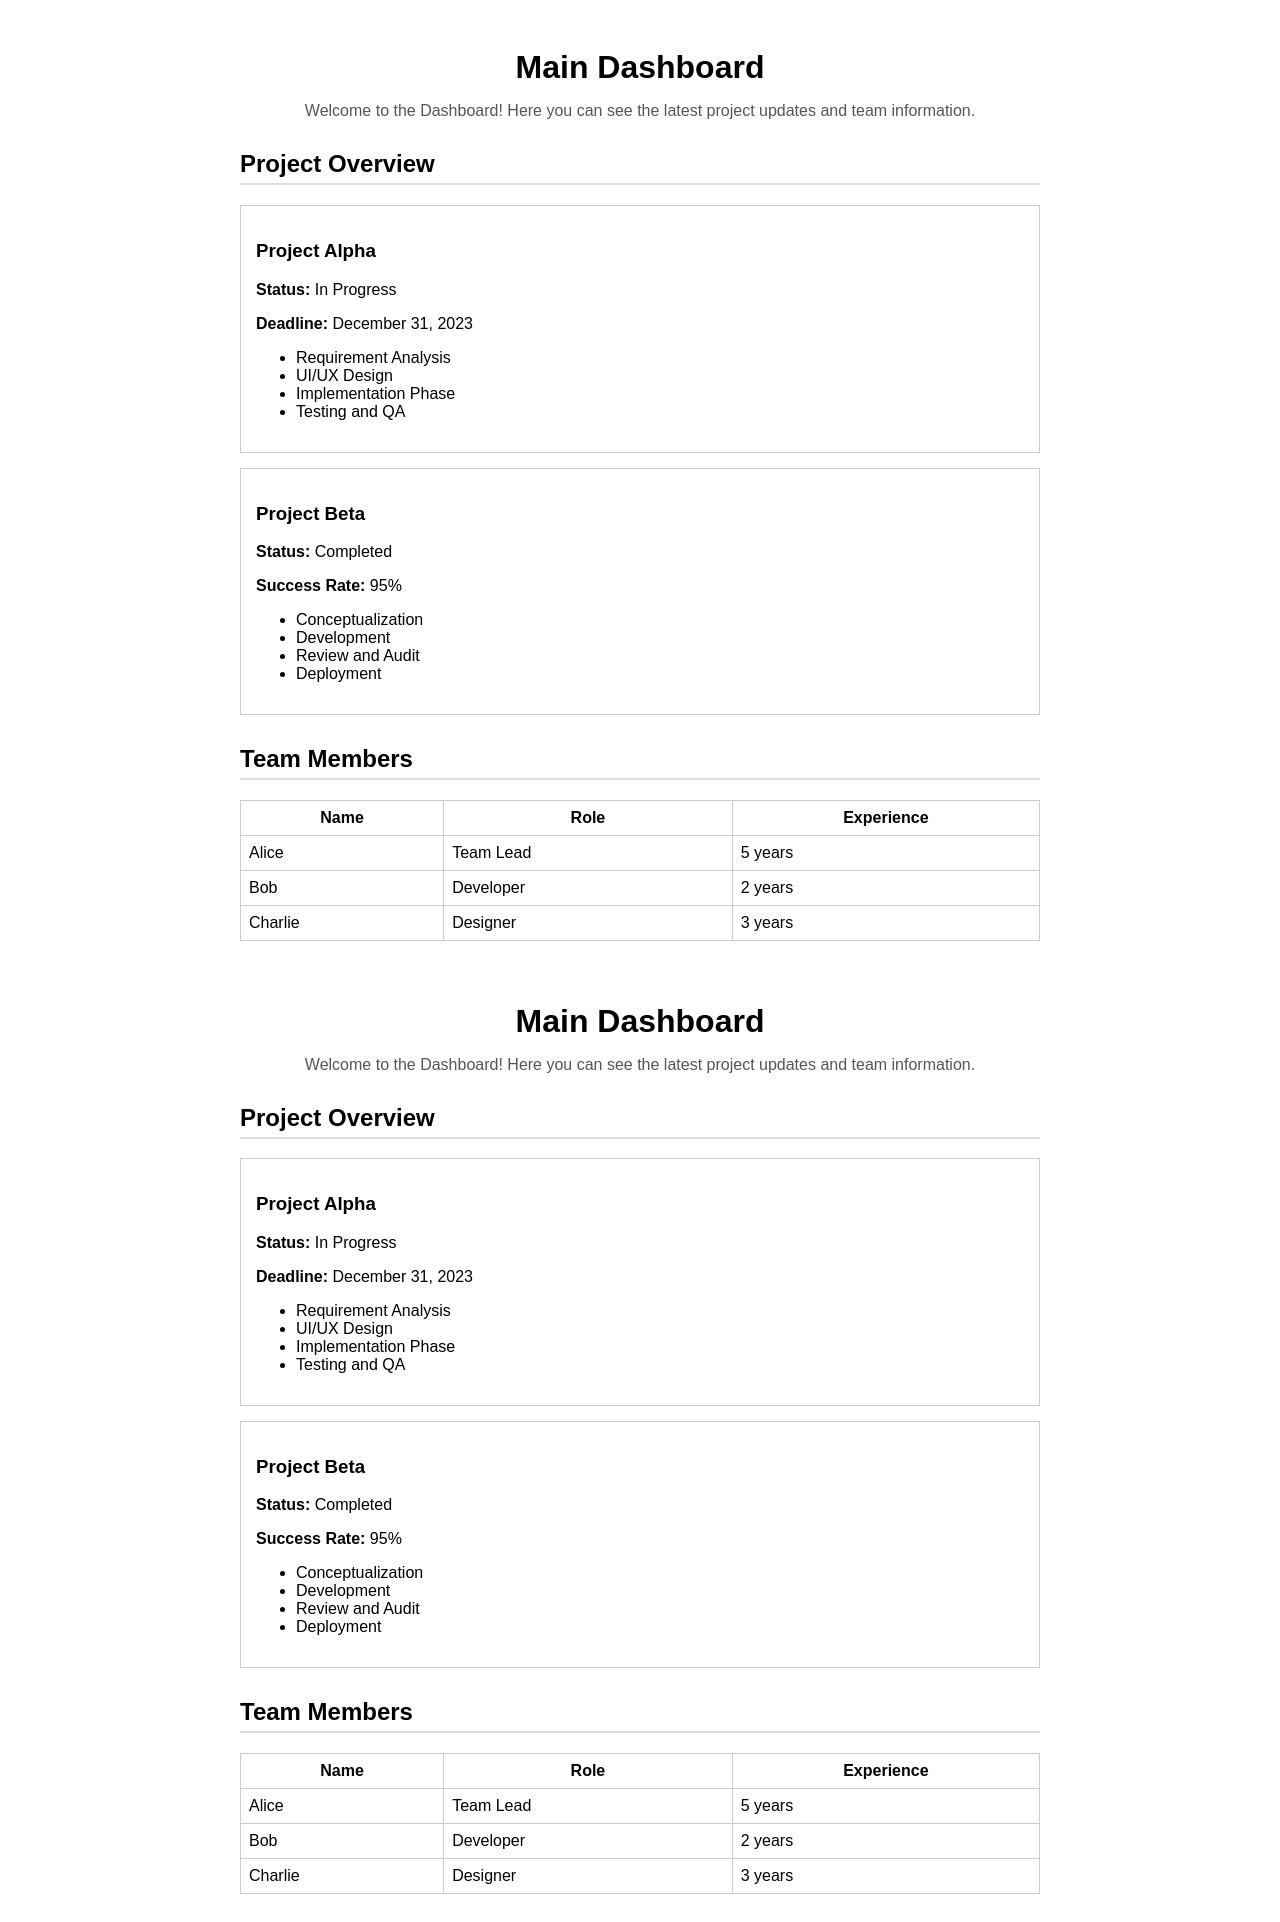 Main Dashboard
Welcome to the Dashboard! Here you can see the latest project updates and team information.
Project Overview
Project Alpha
Status: In Progress
Deadline: December 31, 2023
Requirement Analysis
UI/UX Design
Implementation Phase
Testing and QA
Project Beta
Status: Completed
Success Rate: 95%
Conceptualization
Development
Review and Audit
Deployment
Team Members
Name Role Experience
Alice Team Lead 5 years
Bob Developer 2 years
Charlie Designer 3 years
Main Dashboard
Welcome to the Dashboard! Here you can see the latest project updates and team information.
Project Overview
Project Alpha
Status: In Progress
Deadline: December 31, 2023
Requirement Analysis
UI/UX Design
Implementation Phase
Testing and QA
Project Beta
Status: Completed
Success Rate: 95%
Conceptualization
Development
Review and Audit
Deployment
Team Members
Name Role Experience
Alice Team Lead 5 years
Bob Developer 2 years
Charlie Designer 3 years